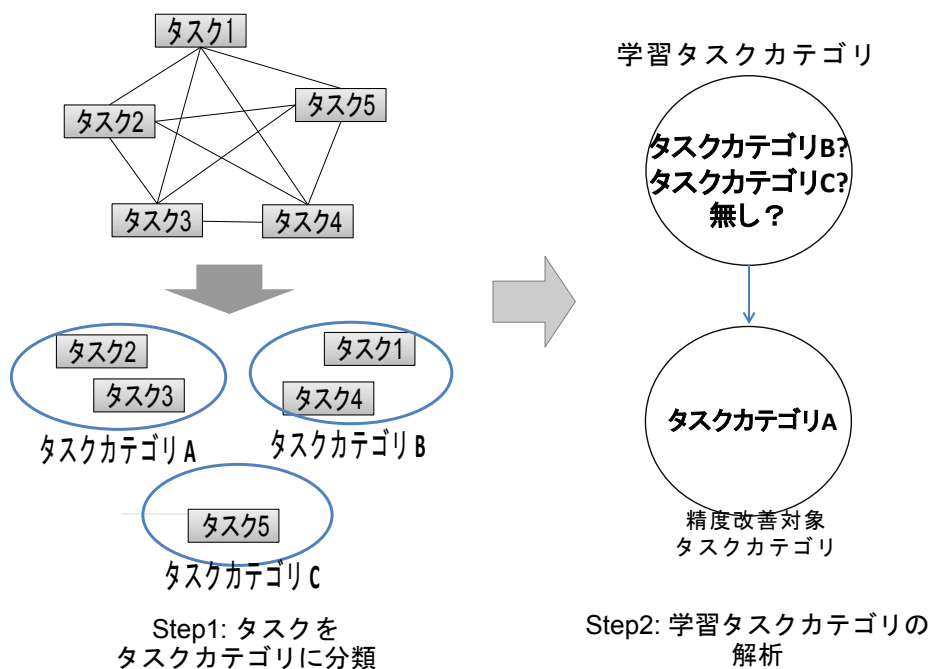 タスク1
タスク2
タスク5
タスク3
タスク4
タスク2
タスク3
タスクカテゴリ A
タスク1
タスク4
タスクカテゴリ B
タスク5
タスクカテゴリ C
Step1: タスクを
タスクカテゴリに分類
学習タスクカテゴリ
タスクカテゴリB?
タスクカテゴリC?
無し？
タスクカテゴリA
精度改善対象
タスクカテゴリ
Step2: 学習タスクカテゴリの
解析